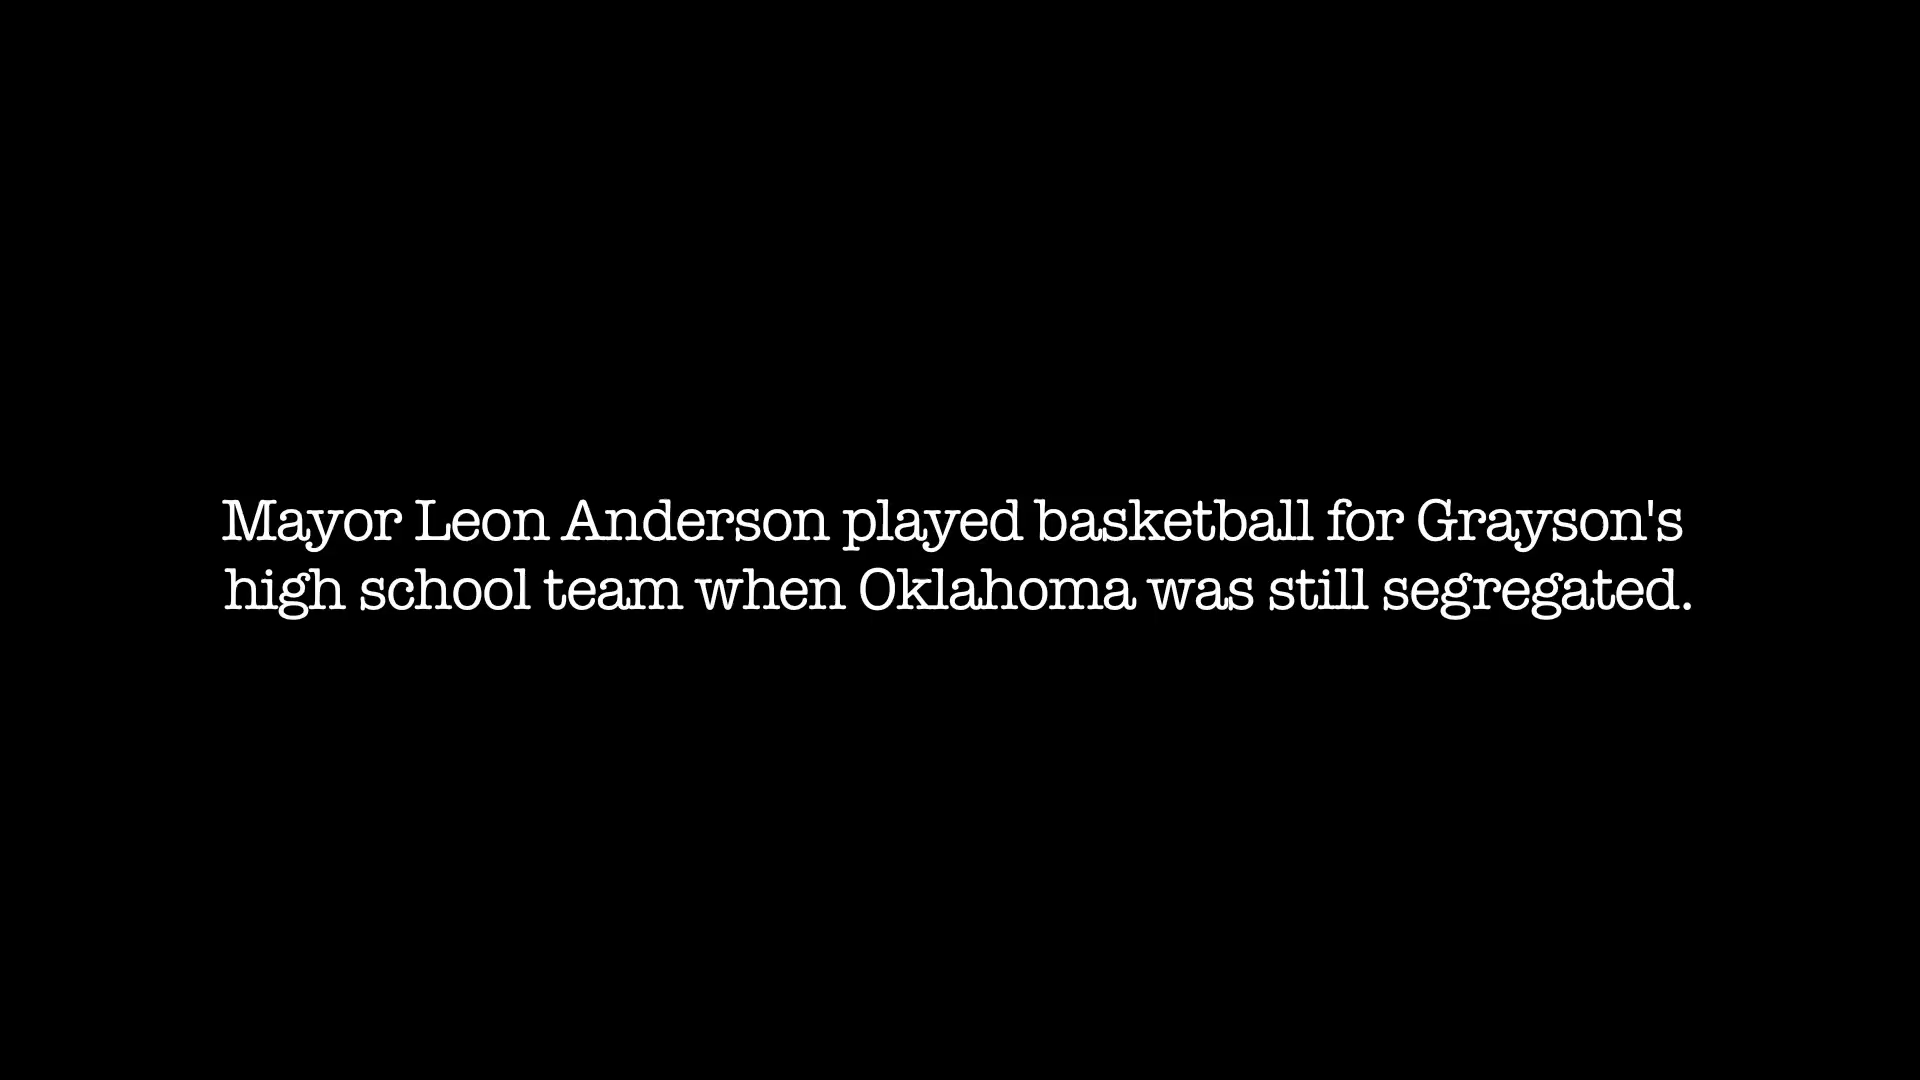 Mayor Leon Anderson played basketball for Grayson's
high school team when Oklahoma was still segregated.